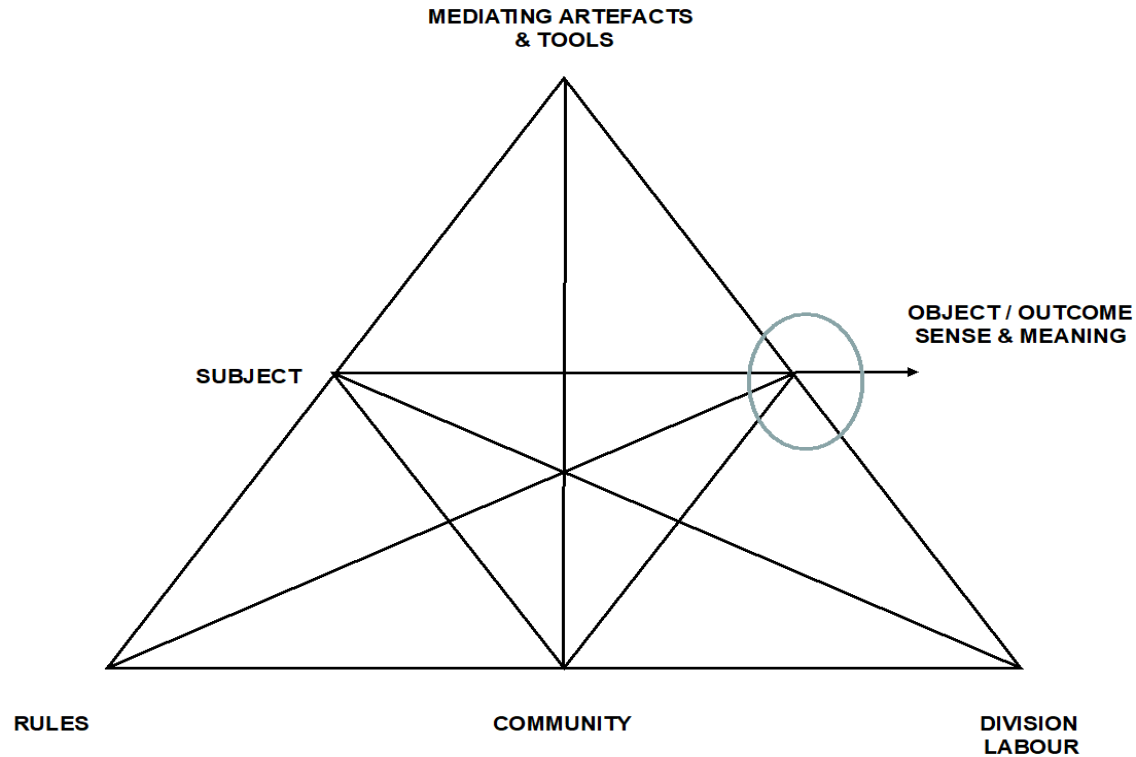 MEDIATING ARTEFACTS
& TOOLS
OBJECT / OUTCOME
SENSE & MEANING
SUBJECT
RULES
COMMUNITY
DIVISION
LABOUR